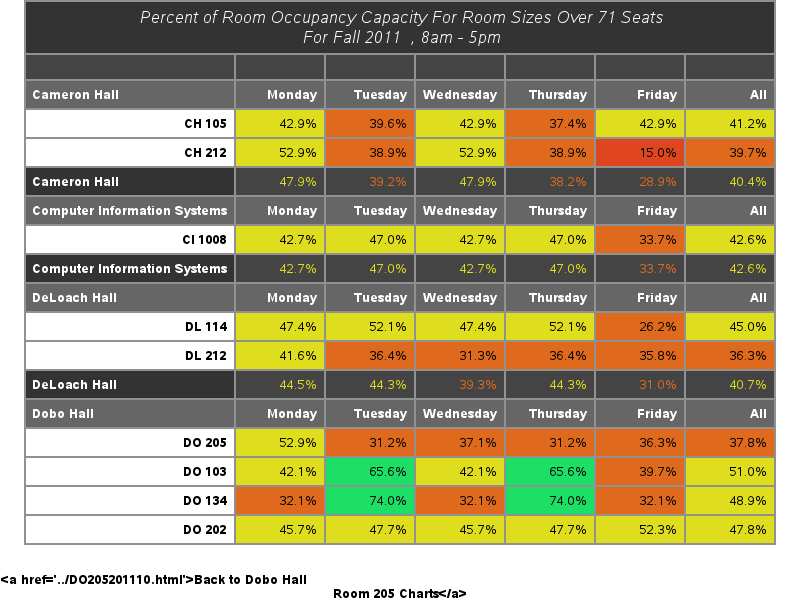 Percent of Room Occupancy Capacity For Room Sizes Over 71 Seats
For Fall 2011 , 8am - 5pm
Cameron Hall Monday Tuesday Wednesday Thursday Friday All
CH 105 42.9% 39.6% 42.9% 37.4% 42.9% 41.2%
CH 212 52.9% 38.9% 52.9% 38.9% 15.0% 39.7%
Cameron Hall 47.9% 39.2% 47.9% 38.2% 28.9% 40.4%
Computer Information Systems Monday Tuesday Wednesday Thursday Friday All
CI 1008 42.7% 47.0% 42.7% 47.0% 33.7% 42.6%
Computer Information Systems 42.7% 47.0% 42.7% 47.0% 33.7% 42.6%
DeLoach Hall Monday Tuesday Wednesday Thursday Friday All
DL 114 47.4% 52.1% 47.4% 52.1% 26.2% 45.0%
DL 212 41.6% 36.4% 31.3% 36.4% 35.8% 36.3%
DeLoach Hall 44.5% 44.3% 39.3% 44.3% 31.0% 40.7%
Dobo Hall Monday Tuesday Wednesday Thursday Friday All
DO 205 52.9% 31.2% 37.1% 31.2% 36.3% 37.8%
DO 103 42.1% 65.6% 42.1% 65.6% 39.7% 51.0%
DO 134 32.1% 74.0% 32.1% 74.0% 32.1% 48.9%
DO 202 45.7% 47.7% 45.7% 47.7% 52.3% 47.8%
<a href='../DO205201110.html'>Back to Dobo Hall
Room 205 Charts</a>